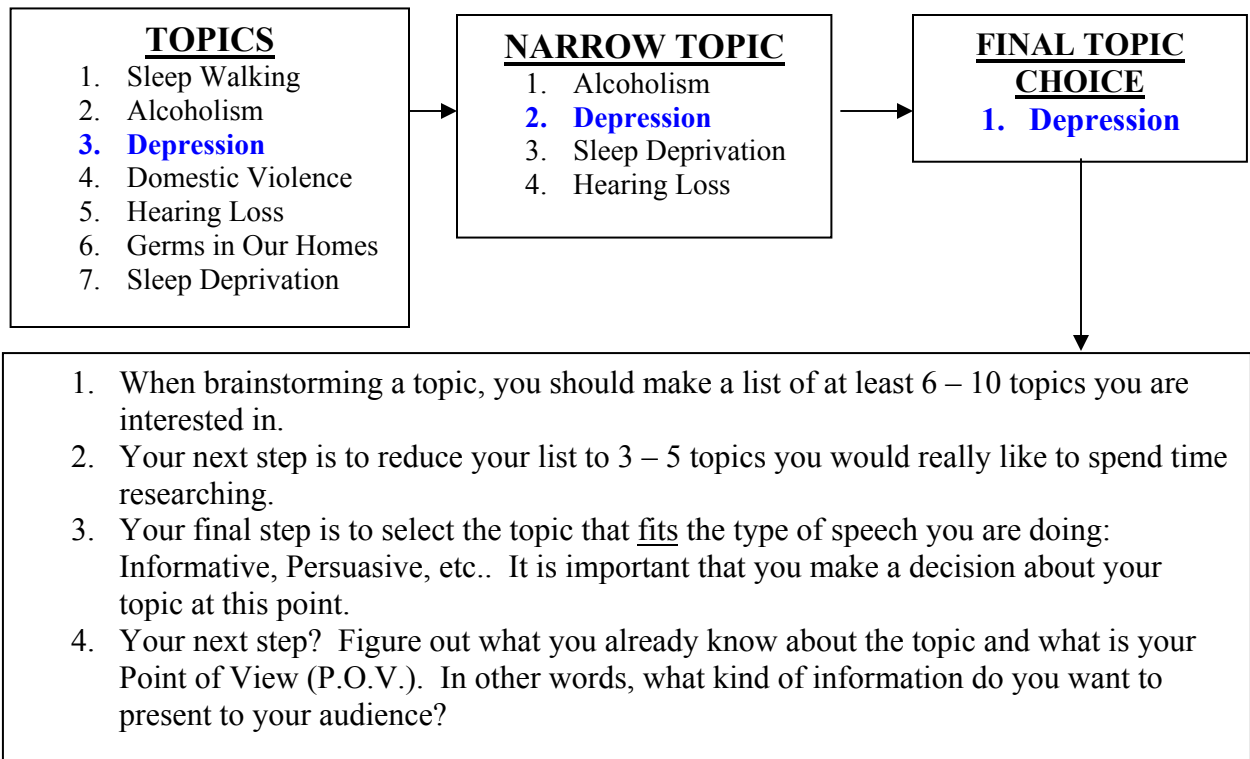 TOPICS
1. Sleep Walking
2. Alcoholism
3. Depression
4. Domestic Violence
5. Hearing Loss
6. Germs in Our Homes
7. Sleep Deprivation
NARROW TOPIC
1. Alcoholism
2. Depression
3. Sleep Deprivation
4. Hearing Loss
FINAL TOPIC
CHOICE
1. Depression
1. When brainstorming a topic, you should make a list of at least 6 – 10 topics you are
interested in.
2. Your next step is to reduce your list to 3 – 5 topics you would really like to spend time
researching.
3. Your final step is to select the topic that fits the type of speech you are doing:
Informative, Persuasive, etc.. It is important that you make a decision about your
topic at this point.
4. Your next step? Figure out what you already know about the topic and what is your
Point of View (P.O.V.). In other words, what kind of information do you want to
present to your audience?